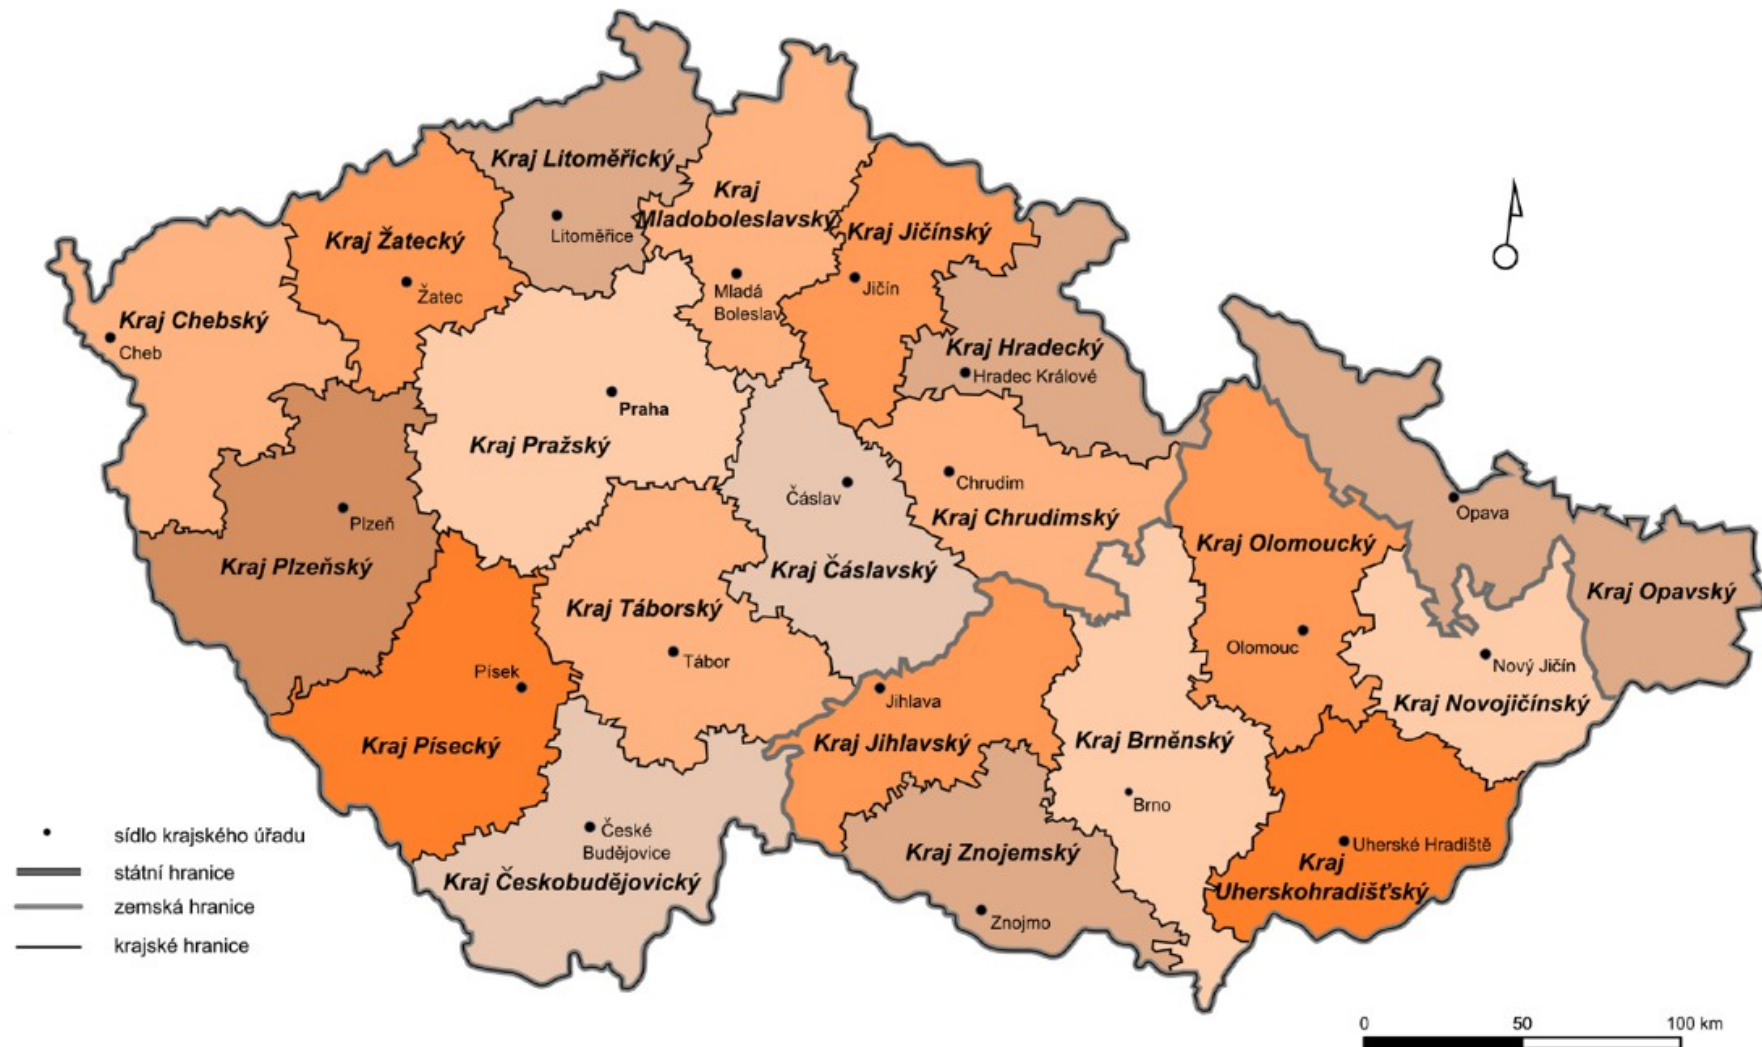 Kraj Litoměřický
Litoměřice
Kraj
Mladoboleslavský
Mladá
Boleslav
Kraj Žatecký
Žatec
Kraj Jičínský
Jičín
Kraj Chebský
Cheb
Kraj Hradecký
Hradec Králové
Praha
Kraj Pražský
Čáslav
Kraj Čáslavský
Chrudim
Kraj Chrudimský
Plzeň
Kraj Plzeňský
Kraj Olomoucký
Olomouc
Opava
Kraj Opavský
Kraj Táborský
Tábor
Písek
Kraj Písecký
Jihlava
Kraj Jihlavský
Nový Jičín
Kraj Novojičínský
Kraj Brněnský
Brno
České
Budějovice
Kraj Českobudějovický
Kraj Znojemský
Znojmo
Uherské Hradiště
Kraj
Uherskohradišťský
sídlo krajského úřadu
státní hranice
zemská hranice
krajské hranice
0 50 100 km